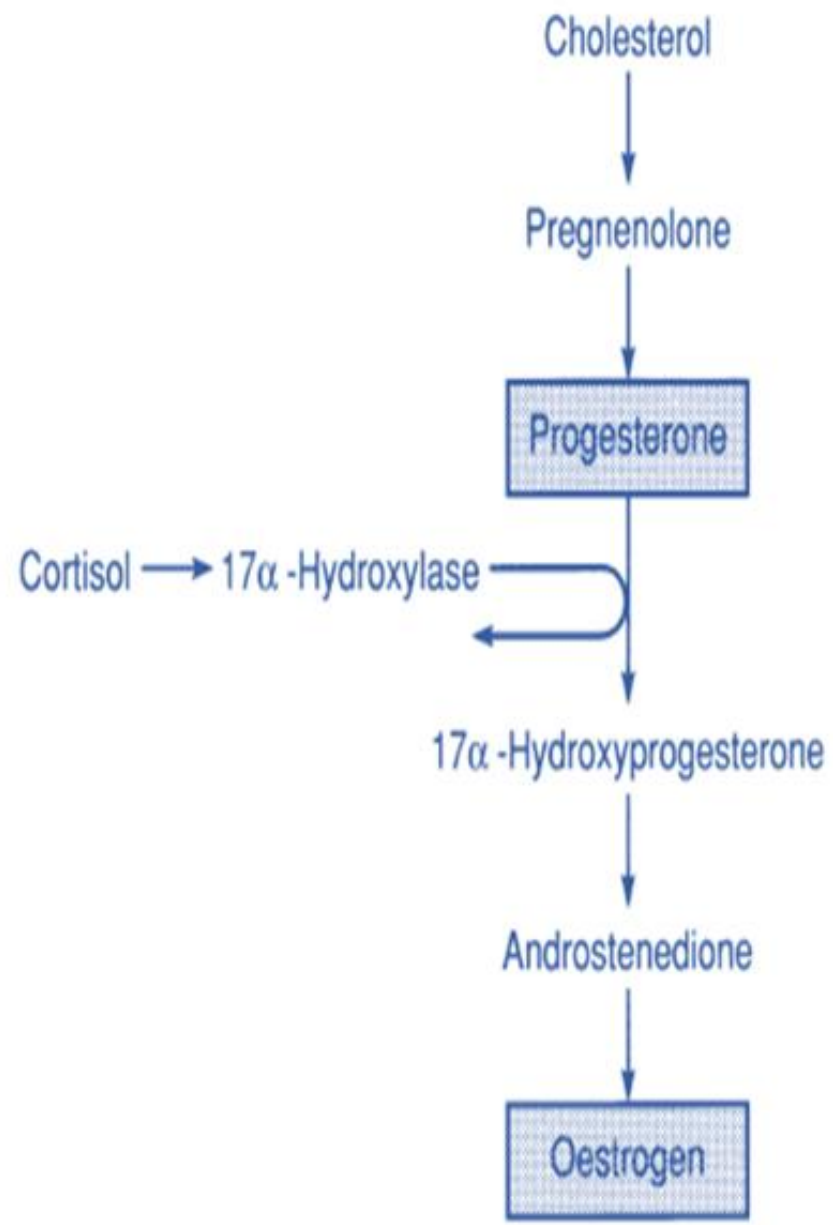 Cholesterol
Pregnenolone
Progesterone
Cortisol
17α -Hydroxylase
17α -Hydroxyprogesterone
Androstenedione
Oestrogen